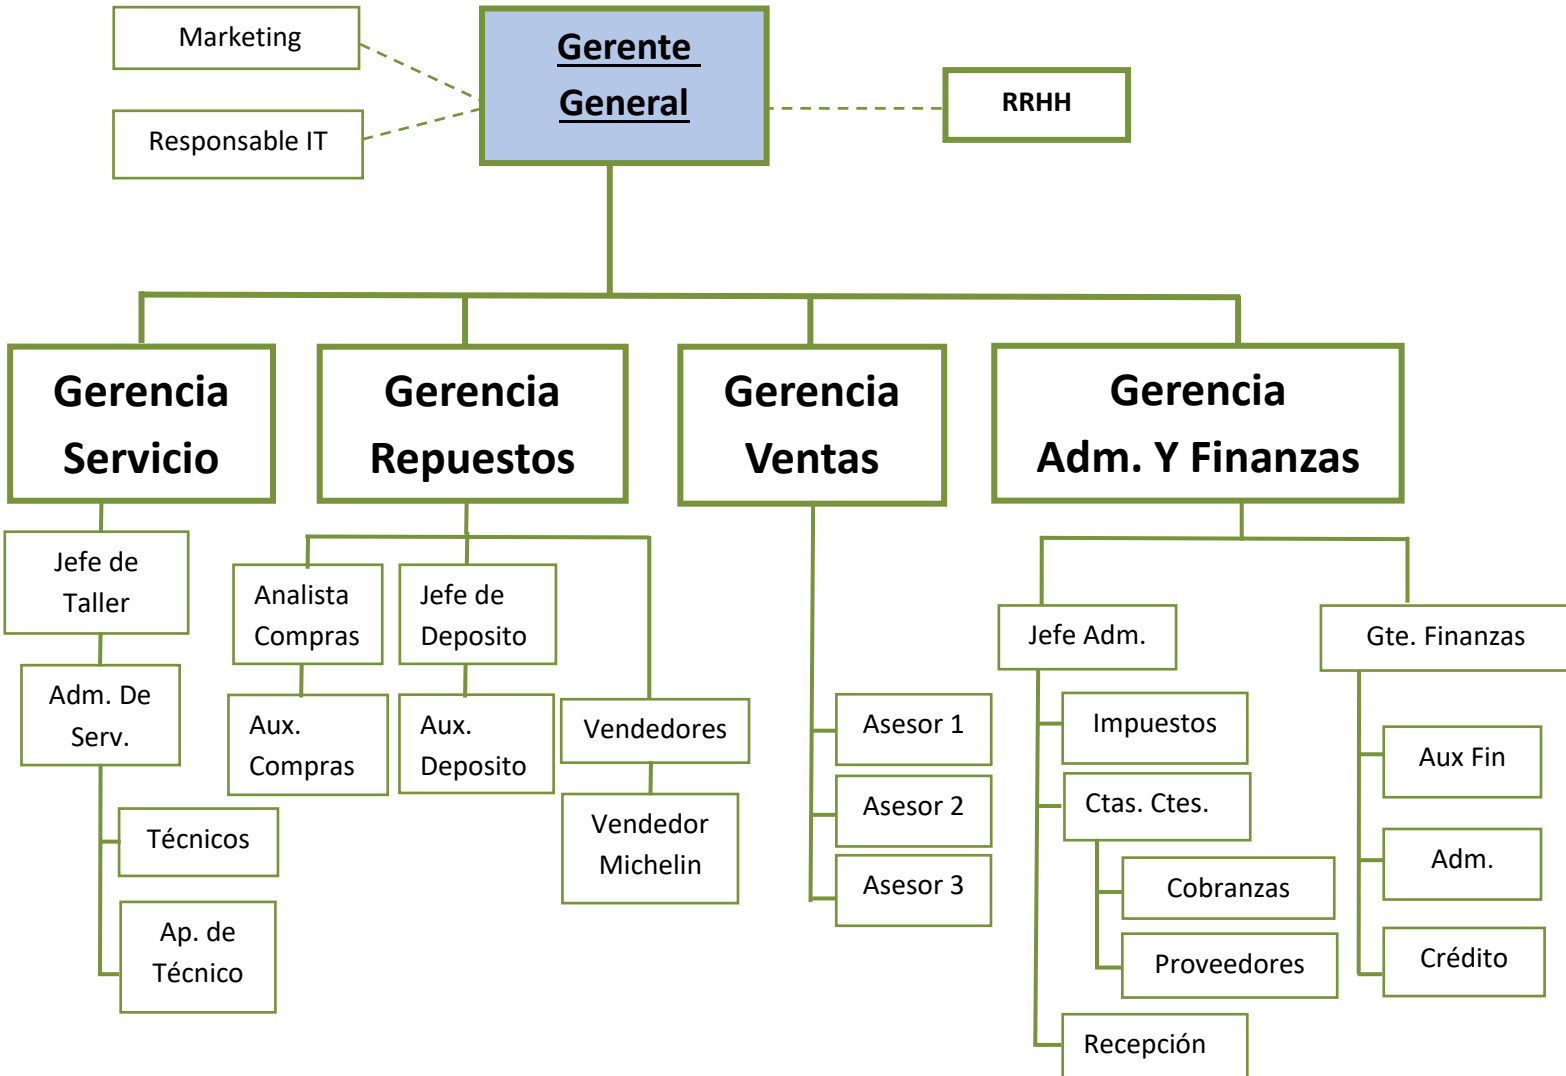 Marketing
Responsable IT
Gerente
General
RRHH
Gerencia
Servicio
Gerencia
Repuestos
Gerencia
Ventas
Gerencia
Adm. Y Finanzas
Jefe de
Taller
Adm. De
Serv.
Técnicos
Ap. de
Técnico
Analista
Compras
Aux.
Compras
Jefe de
Deposito
Aux.
Deposito
Vendedores
Vendedor
Michelin
Asesor 1
Asesor 2
Asesor 3
Jefe Adm.
Impuestos
Ctas. Ctes.
Cobranzas
Proveedores
Recepción
Gte. Finanzas
Aux Fin
Adm.
Crédito